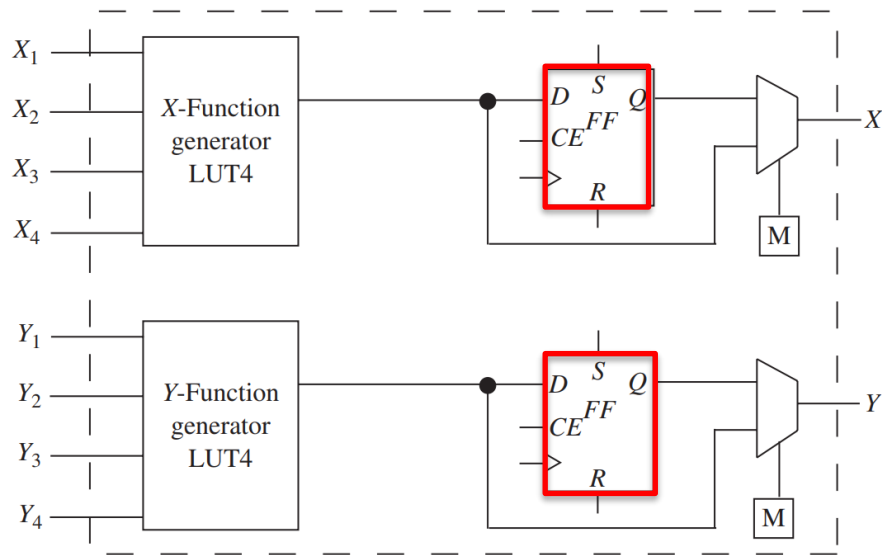 X1
X2
X3
X4
X-Function
generator
LUT4
D
S
Q
CE
FF
R
M
X
Y1
Y2
Y3
Y4
Y-Function
generator
LUT4
D
S
Q
CE
FF
R
M
Y